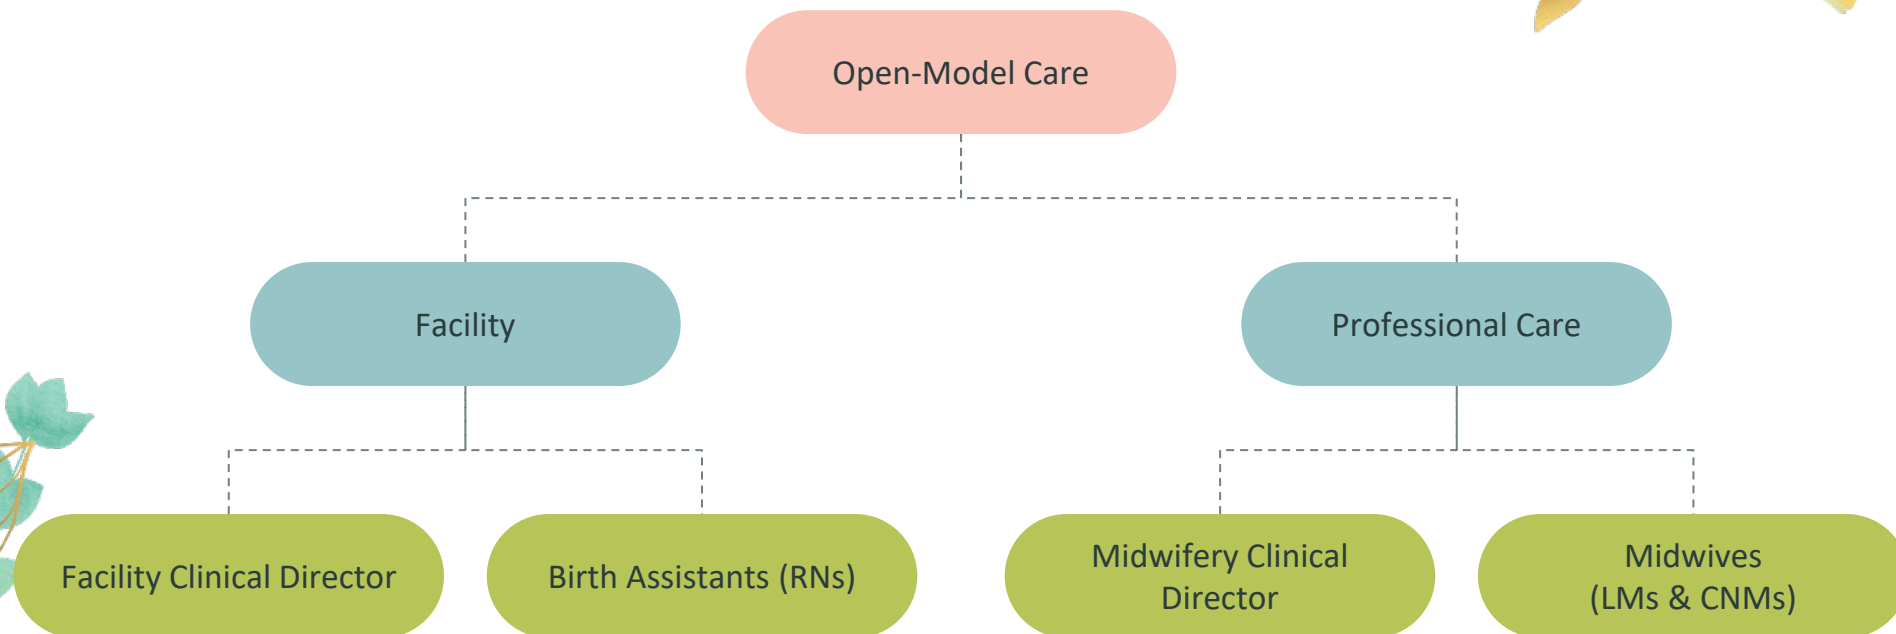 Open-Model Care
Facility
Professional Care
Facility Clinical Director
Birth Assistants (RNs)
Midwifery Clinical
Director
Midwives
(LMs & CNMs)